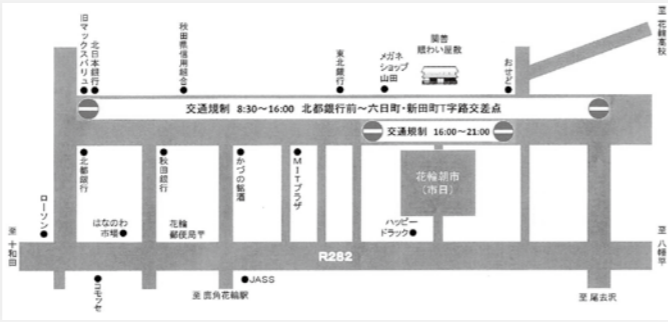 至 花輪高校
旧マックスバリュ
北日本銀行
秋田県信用組合
東北銀行
メガネ
ショップ
山田
関善
賑わい屋敷
おせど
交通規制 8:30～16:00 北都銀行前～六日町・新田町T字路交差点
交通規制 16:00～21:00
北都銀行
秋田銀行
かづの銘酒
MITプラザ
花輪朝市
(市日)
ローソン
はなのわ
市場
花輪
郵便局〒
ハッピー
ドラッグ
至 十和田
R282
至 八幡平
コモッセ
JASS
至 鹿角花輪駅
至 尾去沢